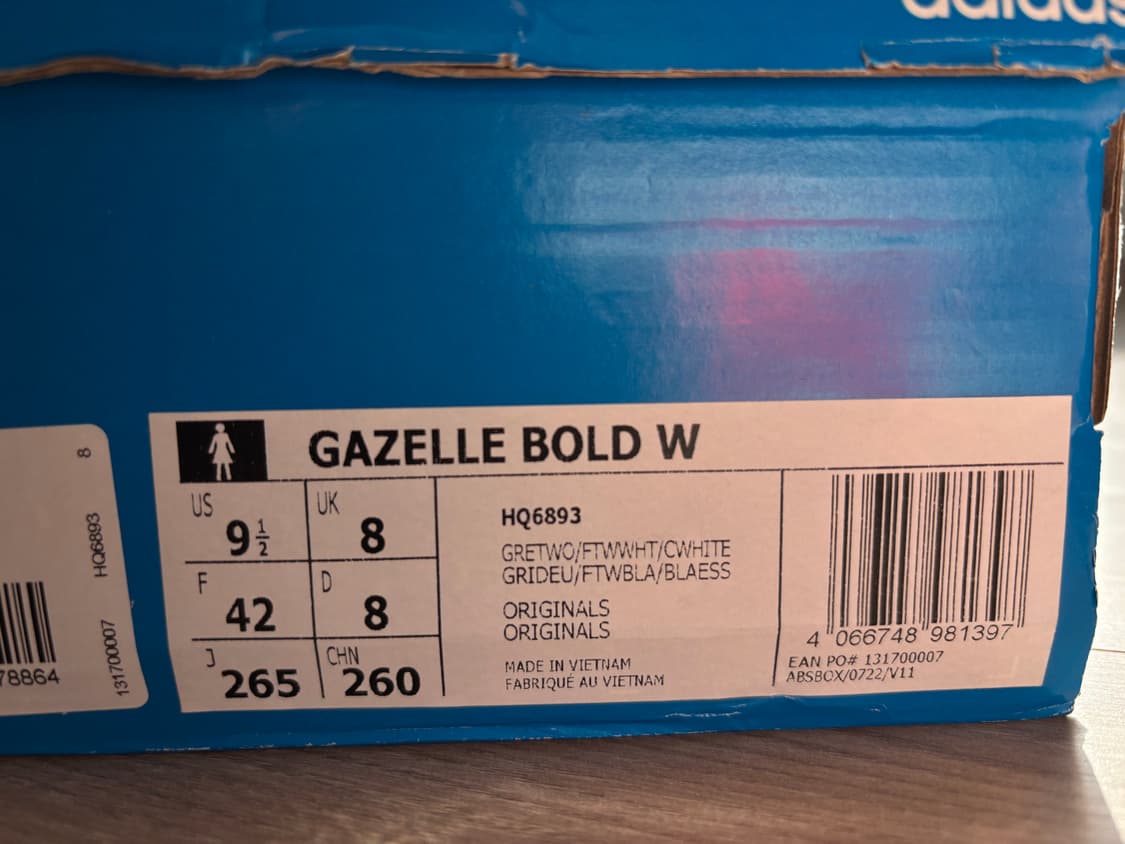 adidas
8
HQ6893
131700007
78864
GAZELLE BOLD W
US
9 1/2
UK
8
F
42
D
8
J
265
CHN
260
HQ6893
GRETWO/FTWWHT/CWHITE
GRIDEU/FTWBLA/BLAESS
ORIGINALS
ORIGINALS
MADE IN VIETNAM
FABRIQUÉ AU VIETNAM
4 066748 981397
EAN PO# 131700007
ABSBOX/0722/V11